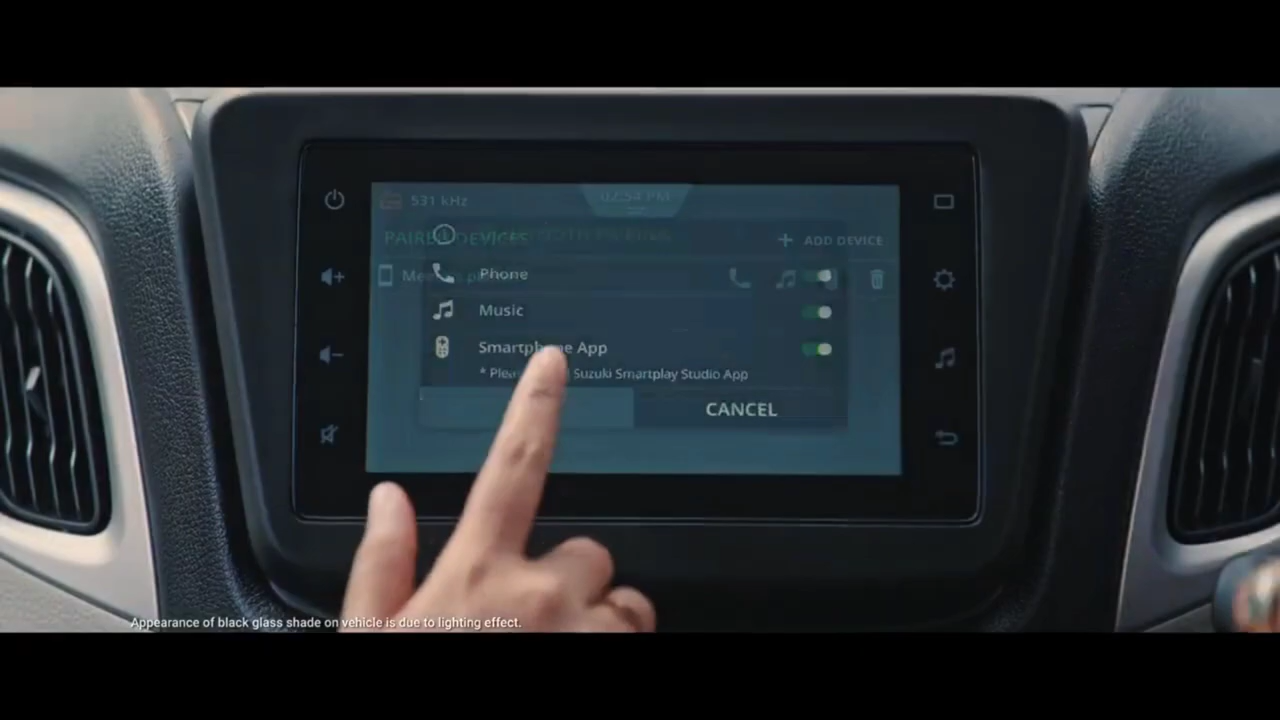 531 kHz
02:54 PM
PAIRED DEVICES
ADD DEVICE
Phone
Music
Smartphone App
Suzuki Smartplay Studio App
CANCEL
Appearance of black glass shade on vehicle is due to lighting effect.